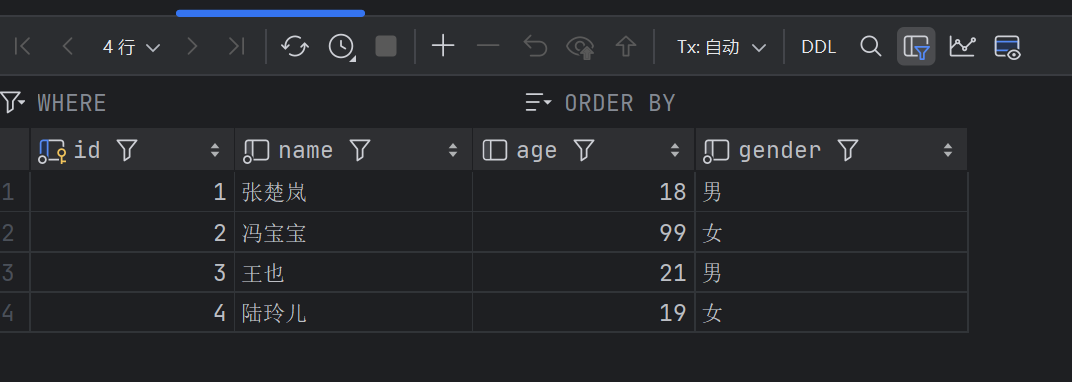 4 行 Tx: 自动 DDL
WHERE ORDER BY
id name age gender
1 1 张楚岚 18 男
2 2 冯宝宝 99 女
3 3 王也 21 男
4 4 陆玲儿 19 女